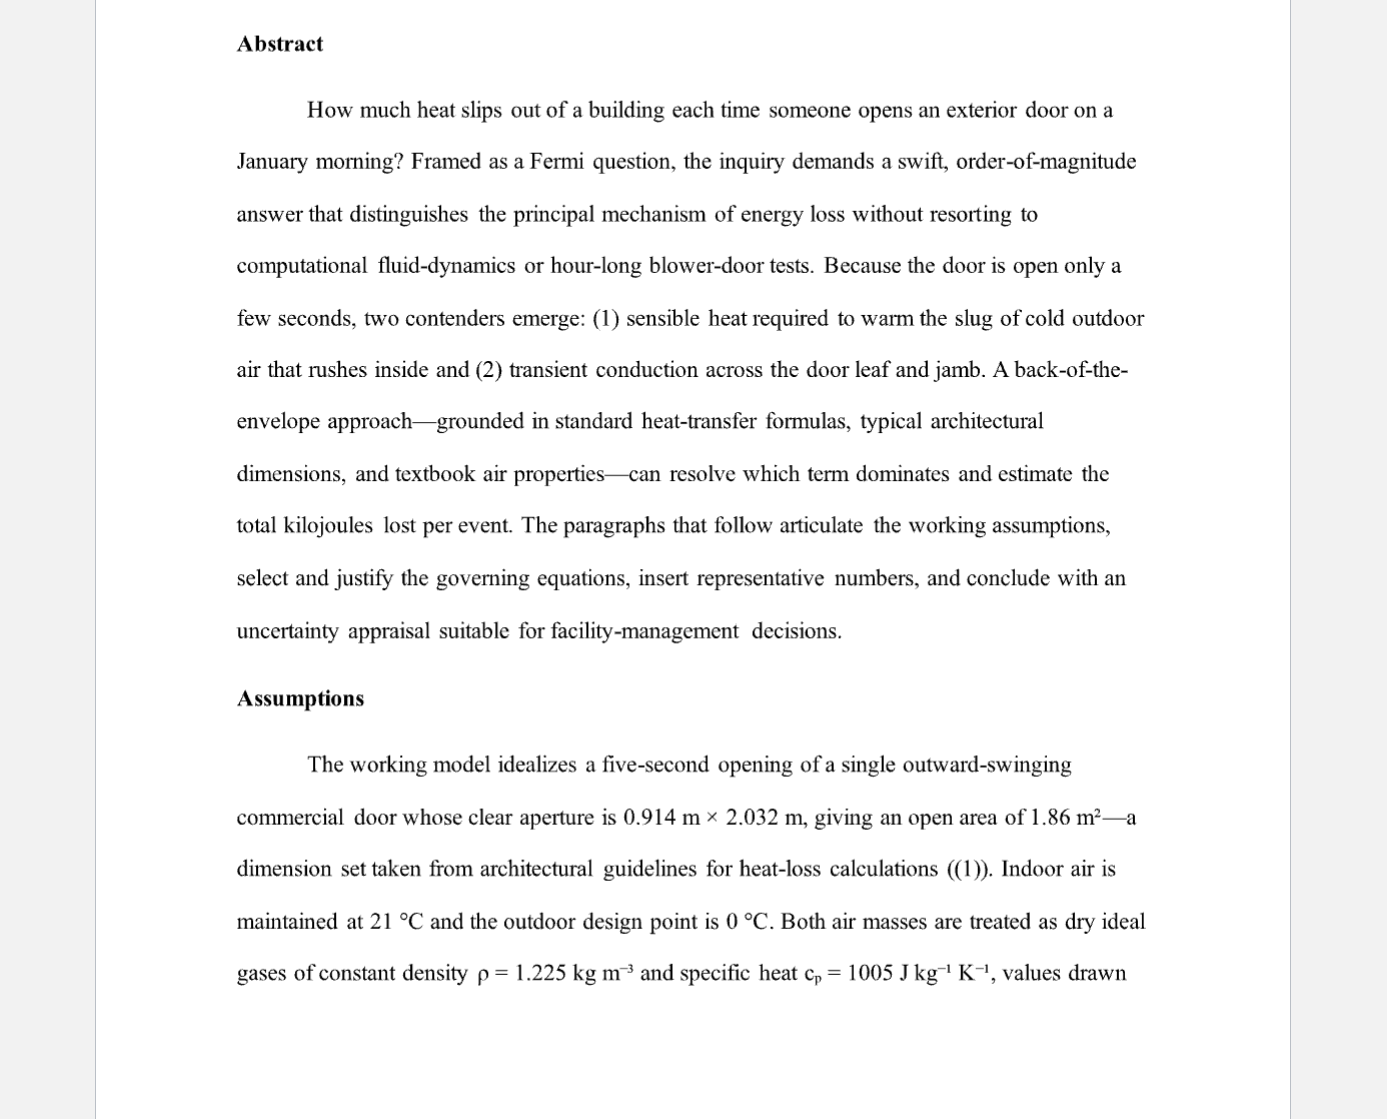 Abstract
How much heat slips out of a building each time someone opens an exterior door on a
January morning? Framed as a Fermi question, the inquiry demands a swift, order-of-magnitude
answer that distinguishes the principal mechanism of energy loss without resorting to
computational fluid-dynamics or hour-long blower-door tests. Because the door is open only a
few seconds, two contenders emerge: (1) sensible heat required to warm the slug of cold outdoor
air that rushes inside and (2) transient conduction across the door leaf and jamb. A back-of-the-
envelope approach—grounded in standard heat-transfer formulas, typical architectural
dimensions, and textbook air properties—can resolve which term dominates and estimate the
total kilojoules lost per event. The paragraphs that follow articulate the working assumptions,
select and justify the governing equations, insert representative numbers, and conclude with an
uncertainty appraisal suitable for facility-management decisions.
Assumptions
The working model idealizes a five-second opening of a single outward-swinging
commercial door whose clear aperture is 0.914 m × 2.032 m, giving an open area of 1.86 m²—a
dimension set taken from architectural guidelines for heat-loss calculations ((1)). Indoor air is
maintained at 21 °C and the outdoor design point is 0 °C. Both air masses are treated as dry ideal
gases of constant density ρ = 1.225 kg m⁻³ and specific heat cₚ = 1005 J kg⁻¹ K⁻¹, values drawn